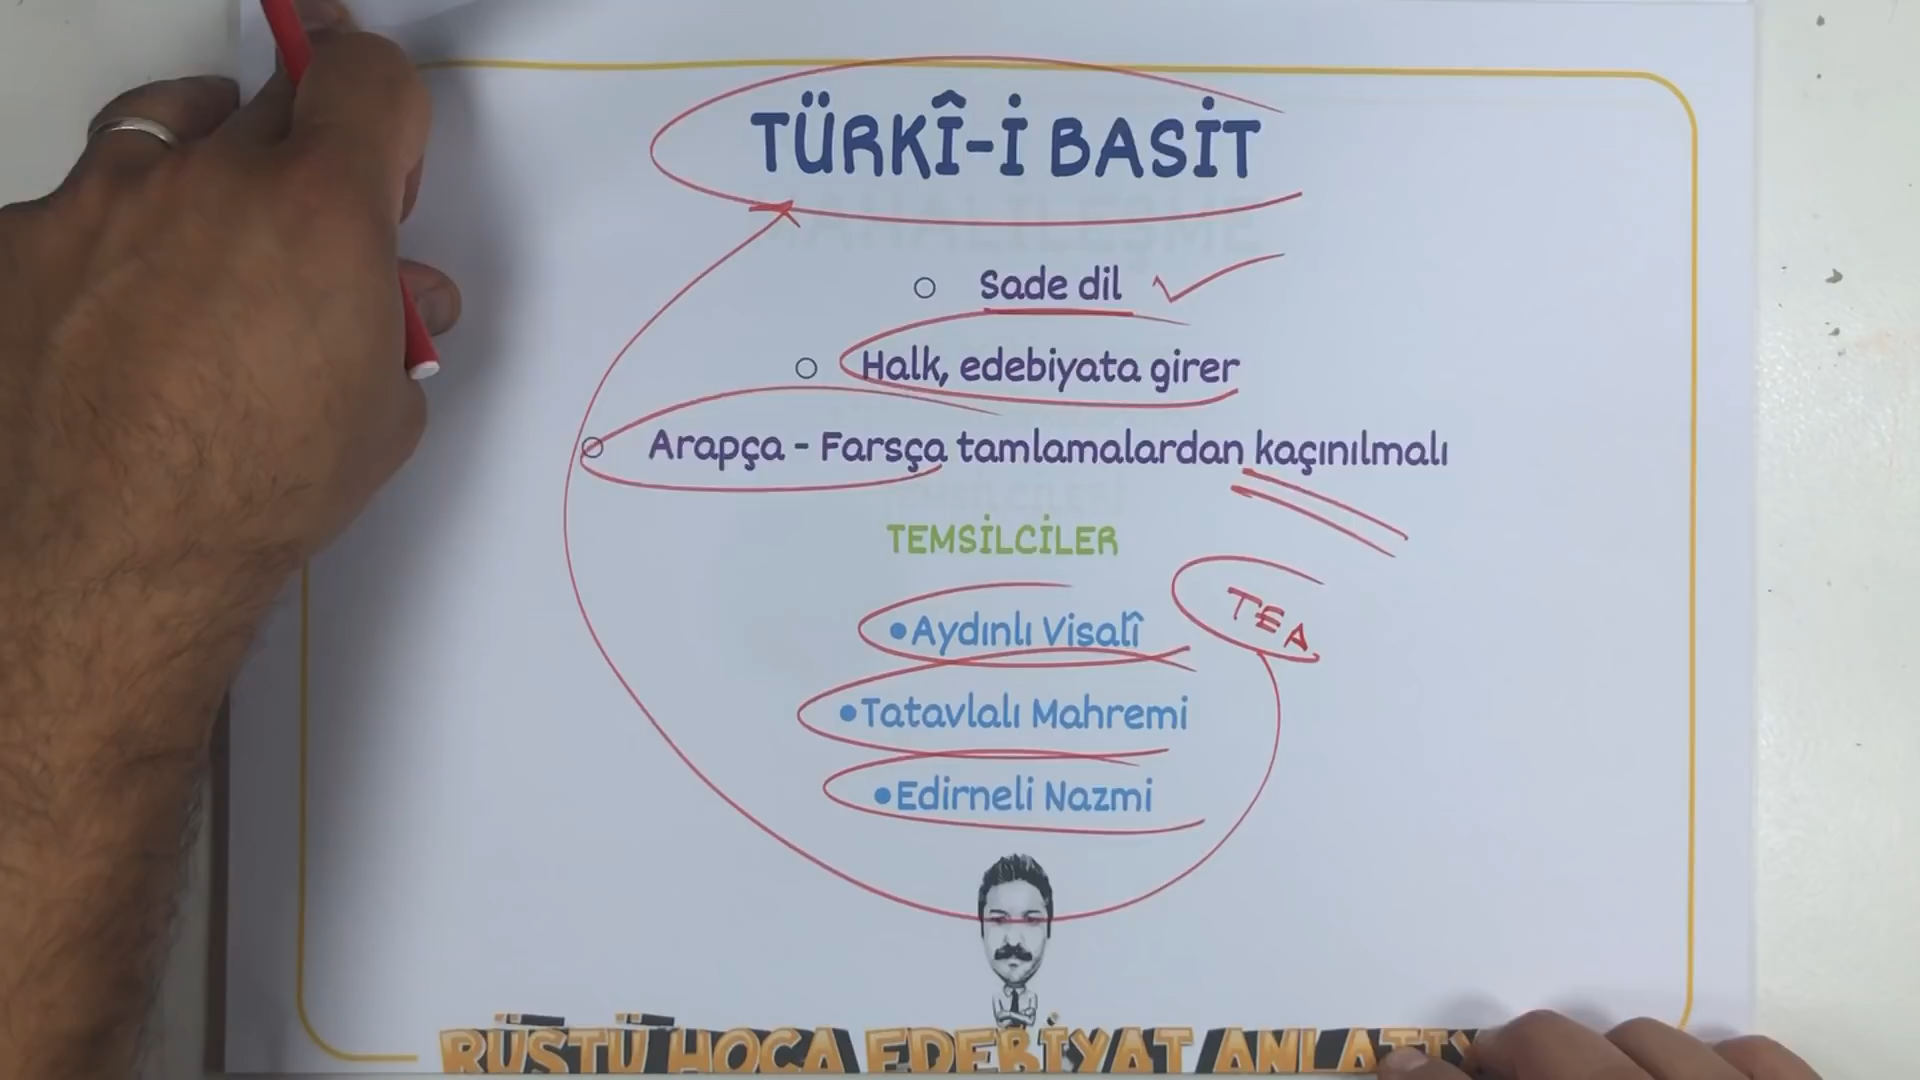 TÜRKÎ-İ BASİT
Sade dil
Halk, edebiyata girer
Arapça - Farsça tamlamalardan kaçınılmalı
TEMSİLCİLER
TEA
•Aydınlı Visalî
•Tatavlalı Mahremi
•Edirneli Nazmi
RÜŞTÜ HOCA EDEBİYAT